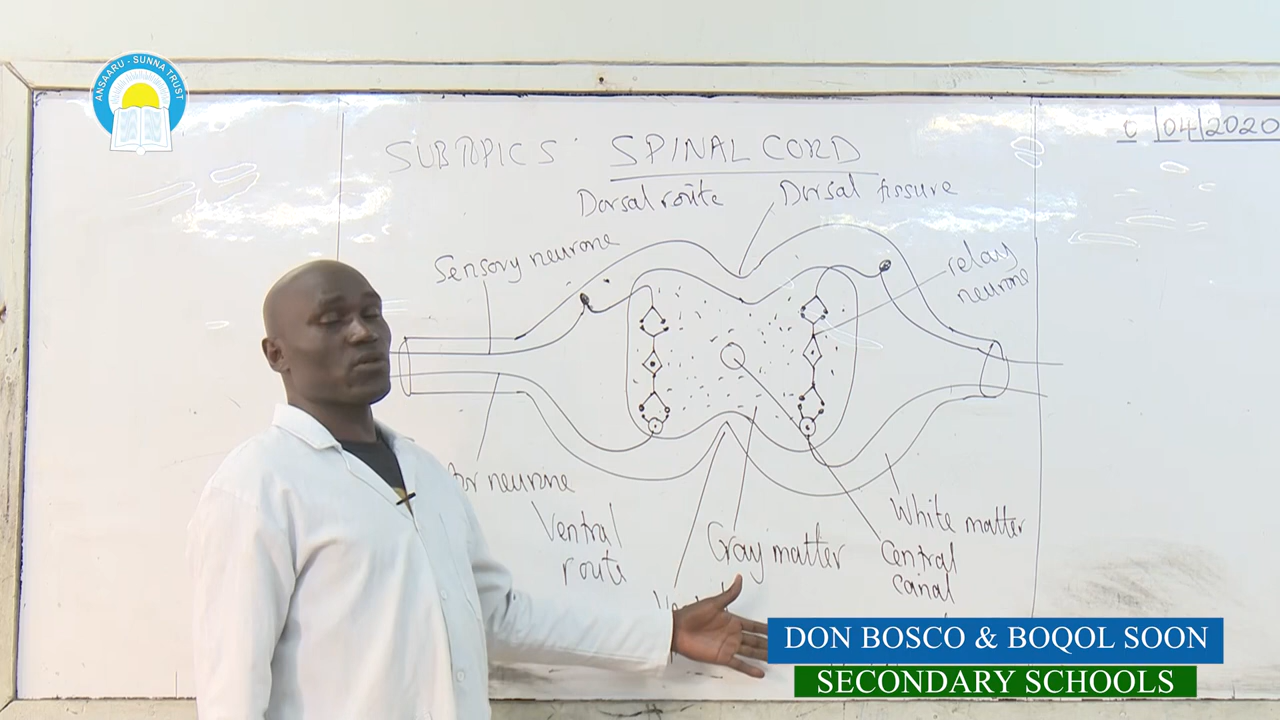 ANSAARU - SUNNA TRUST
/04/2020
SUBTOPICS: SPINAL CORD
Dorsal route
Dorsal fissure
Sensory neurone
relay
neurone
neurone
Ventral
route
Gray matter
White matter
Central
canal
DON BOSCO & BOQOL SOON
SECONDARY SCHOOLS